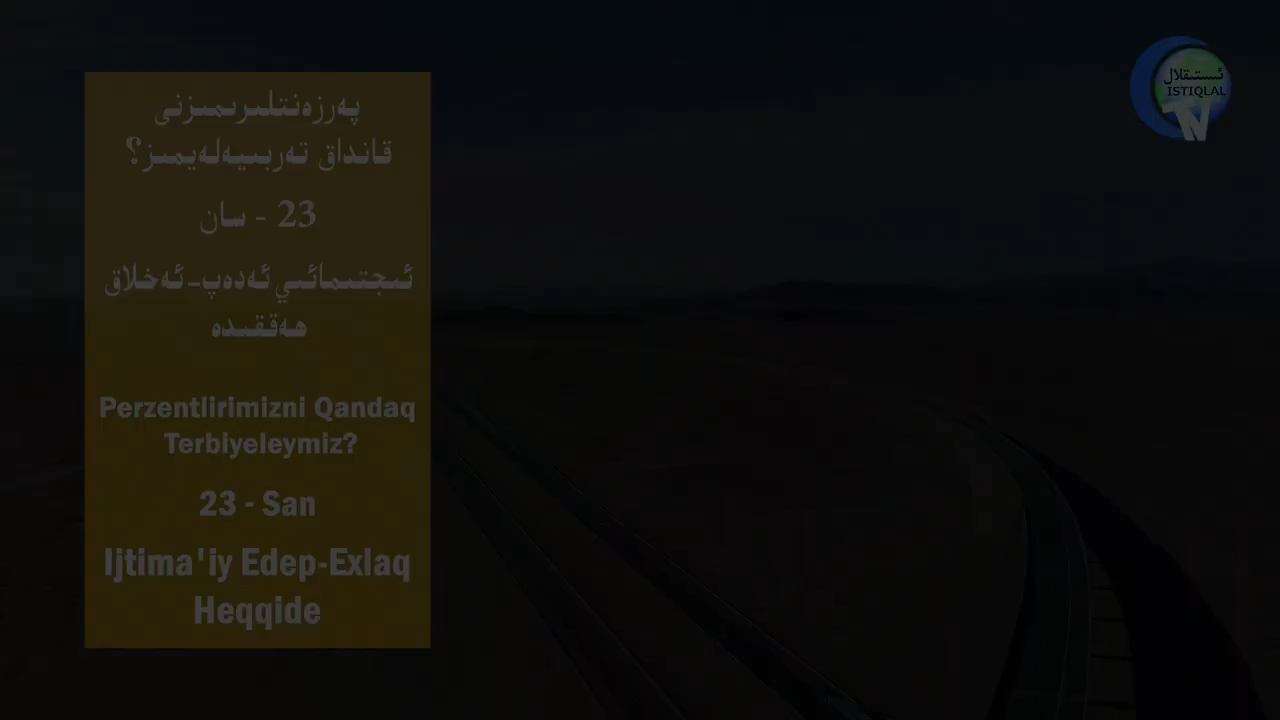 پەرزەنتلىرىمىزنى
قانداق تەربىيەلەيمىز؟
23 - سان
ئىجتىمائىي ئەدەپ-ئەخلاق
ھەققىدە
Perzentlirimizni Qandaq
Terbiyeleymiz?
23 - San
Ijtima'iy Edep-Exlaq
Heqqide
ئىستىقلال
ISTIQLAL
TV